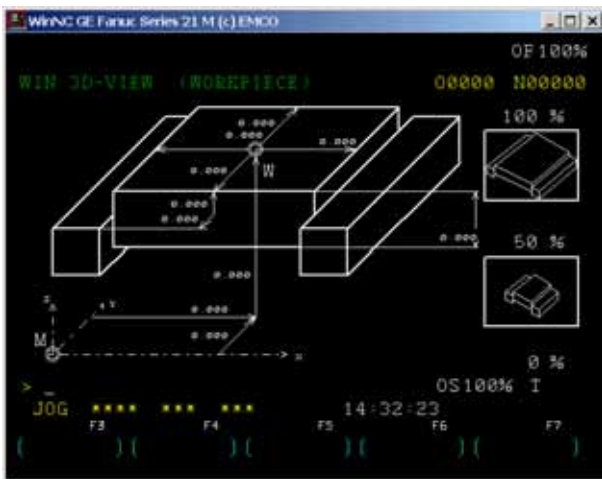 WinNC GE Fanuc Series 21 M (c) EMCO
OF100%
WIN 3D-VIEW (WORKPIECE) O0000 N00000
100 %
0.000
0.000
0.000 0.000
W
0.000
0.000
0.000
0.000
50 %
0.000
Z
Y
0.000
0.000
M
X
0 %
> _
OS100% T
JOG **** *** *** 14:32:23
F3 F4 F5 F6 F7
( )( )( )( )( )